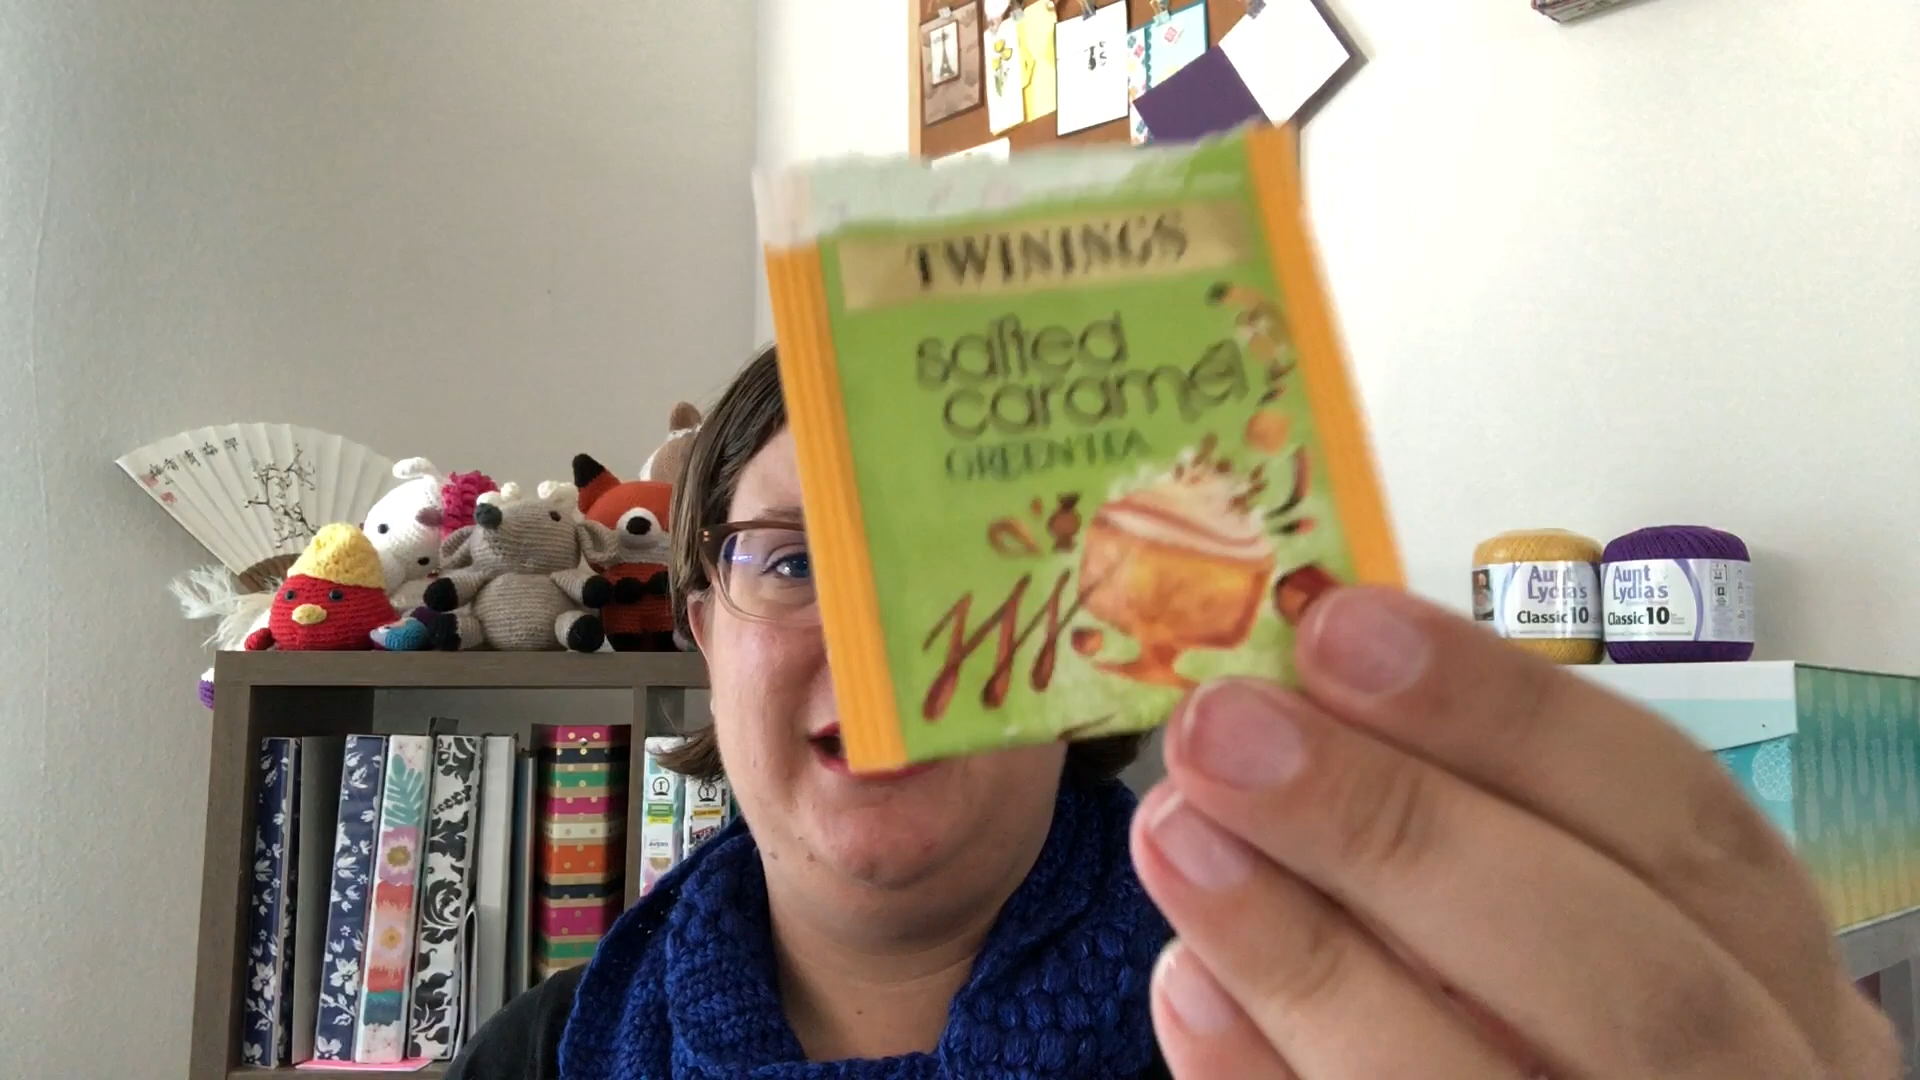 TWININGS
salted
caramel
GREEN TEA
Aunt
Lydia's
Classic 10
Aunt
Lydia's
Classic 10